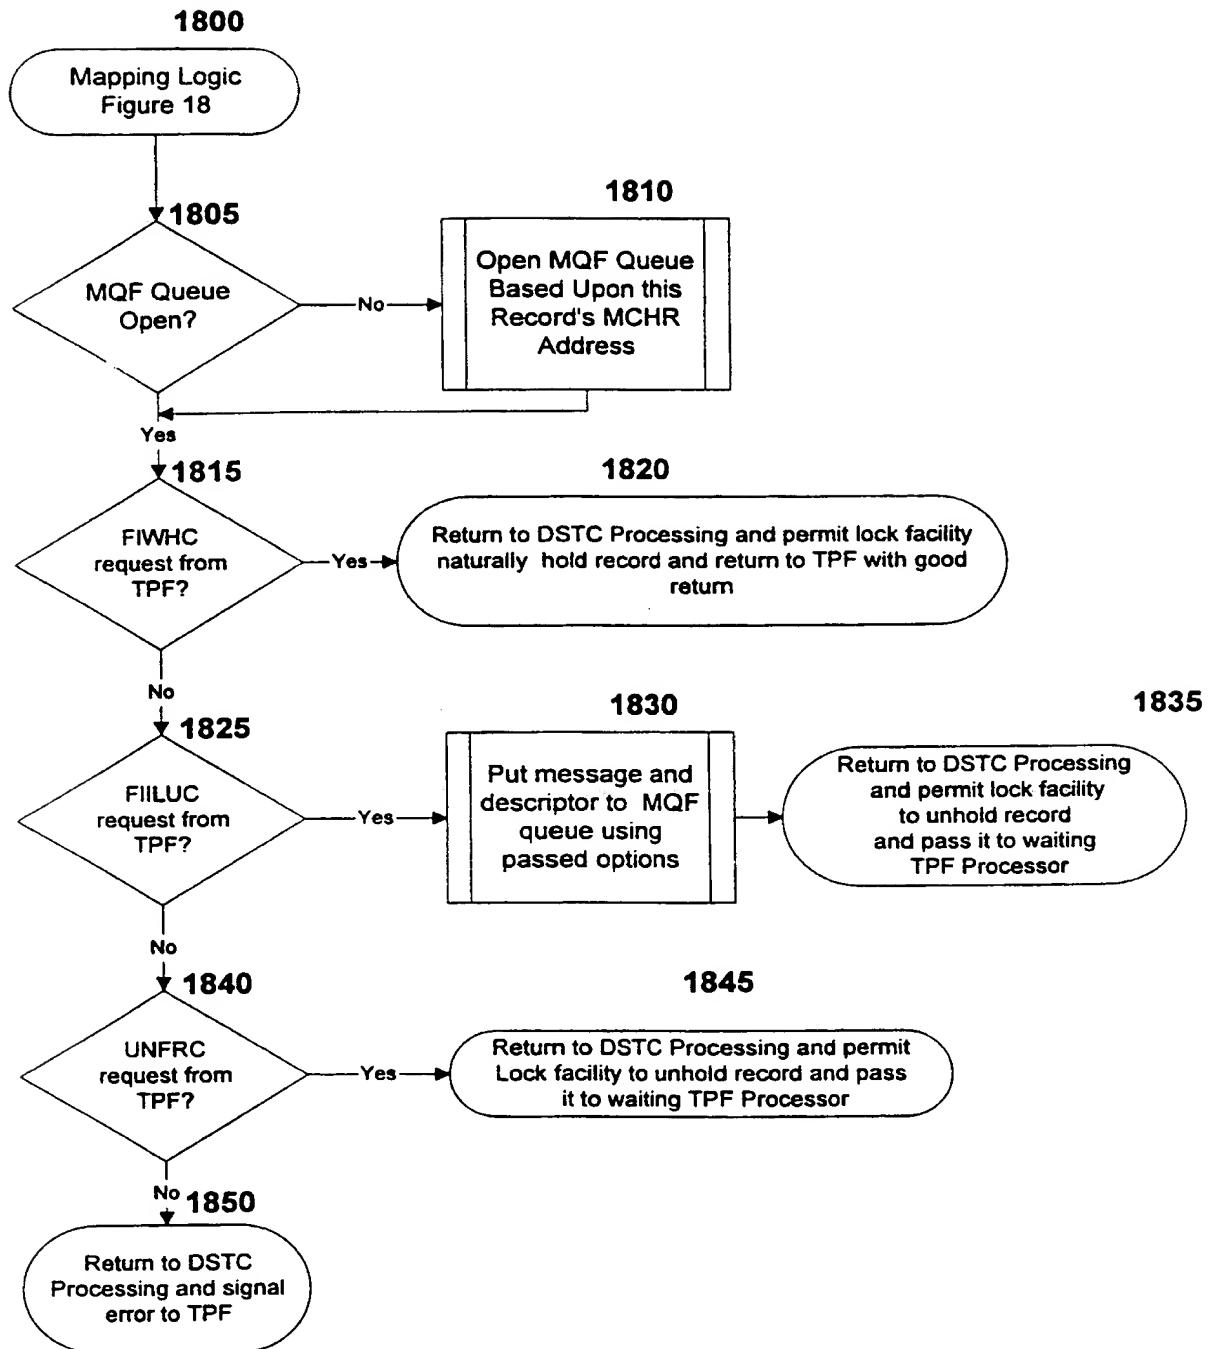 1800
Mapping Logic
Figure 18
1805
MQF Queue
Open?
No
1810
Open MQF Queue
Based Upon this
Record's MCHR
Address
Yes
1815
FIWHC
request from
TPF?
Yes
1820
Return to DSTC Processing and permit lock facility
naturally hold record and return to TPF with good
return
No
1825
FIILUC
request from
TPF?
Yes
1830
Put message and
descriptor to MQF
queue using
passed options
1835
Return to DSTC Processing
and permit lock facility
to unhold record
and pass it to waiting
TPF Processor
No
1840
UNFRC
request from
TPF?
Yes
1845
Return to DSTC Processing and permit
Lock facility to unhold record and pass
it to waiting TPF Processor
No
1850
Return to DSTC
Processing and signal
error to TPF